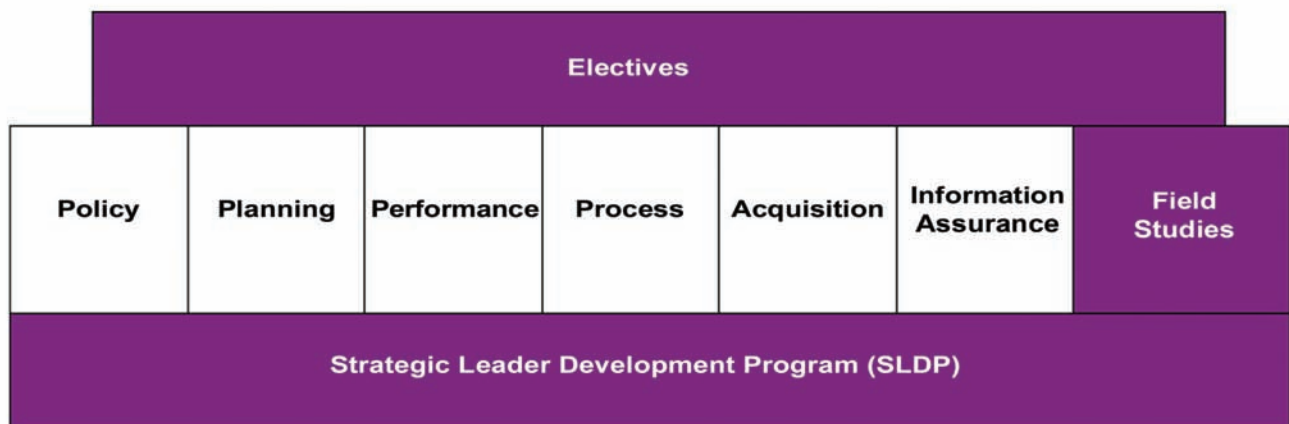 Electives
Policy
Planning
Performance
Process
Acquisition
Information
Assurance
Field
Studies
Strategic Leader Development Program (SLDP)